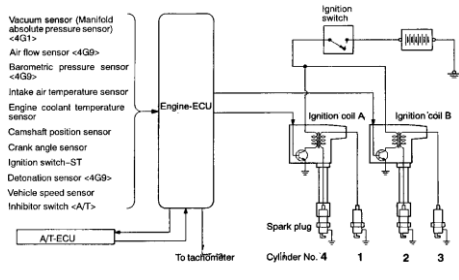 Vacuum sensor (Manifold
absolute pressure sensor)
<4G1>
Air flow sensor <4G9>
Barometric pressure sensor
<4G9>
Intake air temperature sensor
Engine coolant temperature
sensor
Camshaft position sensor
Crank angle sensor
Ignition switch-ST
Detonation sensor <4G9>
Vehicle speed sensor
Inhibitor switch <A/T>
Engine-ECU
A/T-ECU
To tachometer
Ignition
switch
Ignition coil A
Ignition coil B
Spark plug
Cylinder No. 4 1 2 3